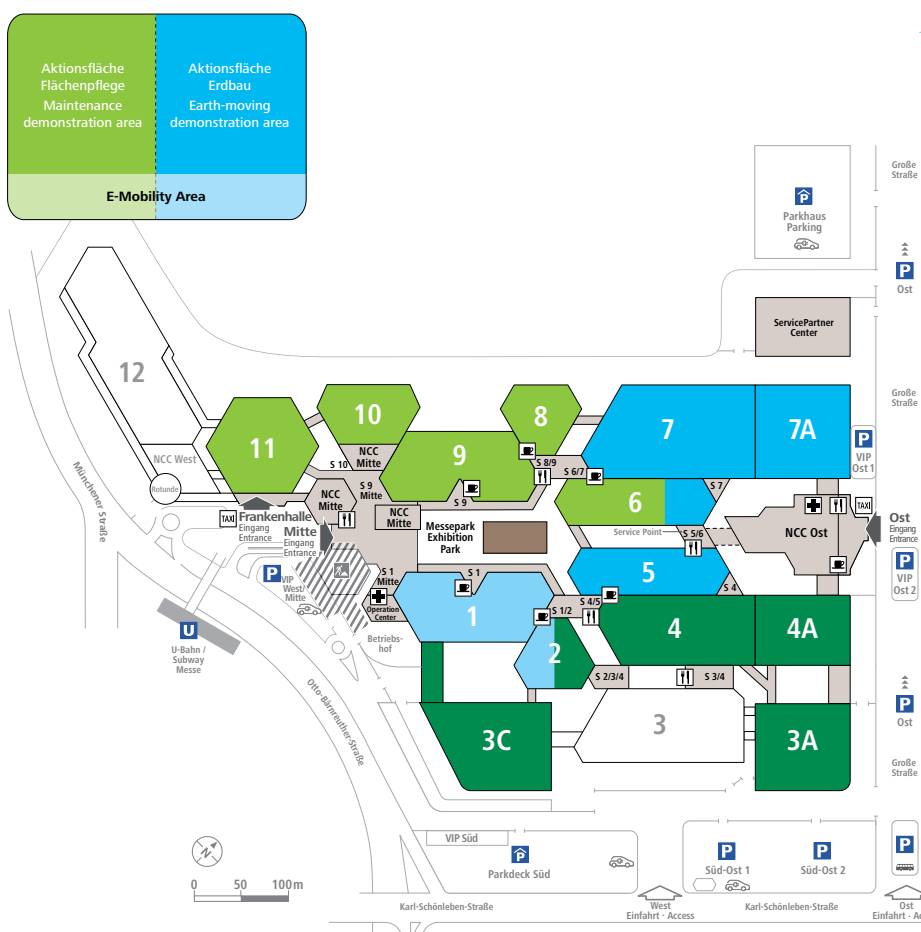 Aktionsfläche
Flächenpflege
Maintenance
demonstration area
Aktionsfläche
Erdbau
Earth-moving
demonstration area
E-Mobility Area
P
Parkhaus
Parking
Große
Straße
P
Ost
ServicePartner
Center
Große
Straße
12
11
10
9
8
7
7A
P
VIP
Ost 1
NCC West
Rotunde
S 10
NCC
Mitte
S 9
Mitte
NCC
Mitte
NCC
Mitte
S 9
S 8/9
S 6/7
S 7
6
Service Point
S 5/6
Messepark
Exhibition
Park
TAXI
Frankenhalle
Eingang
Entrance
Mitte
Eingang
Entrance
NCC Ost
TAXI
Ost
Eingang
Entrance
P
VIP
Ost 2
P
VIP
West/
Mitte
S 1
Mitte
Operation
Center
Betriebs-
hof
S 1
1
S 1/2
S 4/5
5
S 4
2
4
4A
S 2/3/4
S 3/4
3
3C
3A
U
U-Bahn /
Subway
Messe
Münchener Straße
Otto-Bärnreuther-Straße
P
Ost
Große
Straße
N
0 50 100 m
VIP Süd
P
Parkdeck Süd
P
Süd-Ost 1
P
Süd-Ost 2
P
Karl-Schönleben-Straße
West
Einfahrt · Access
Karl-Schönleben-Straße
Ost
Einfahrt · Ac